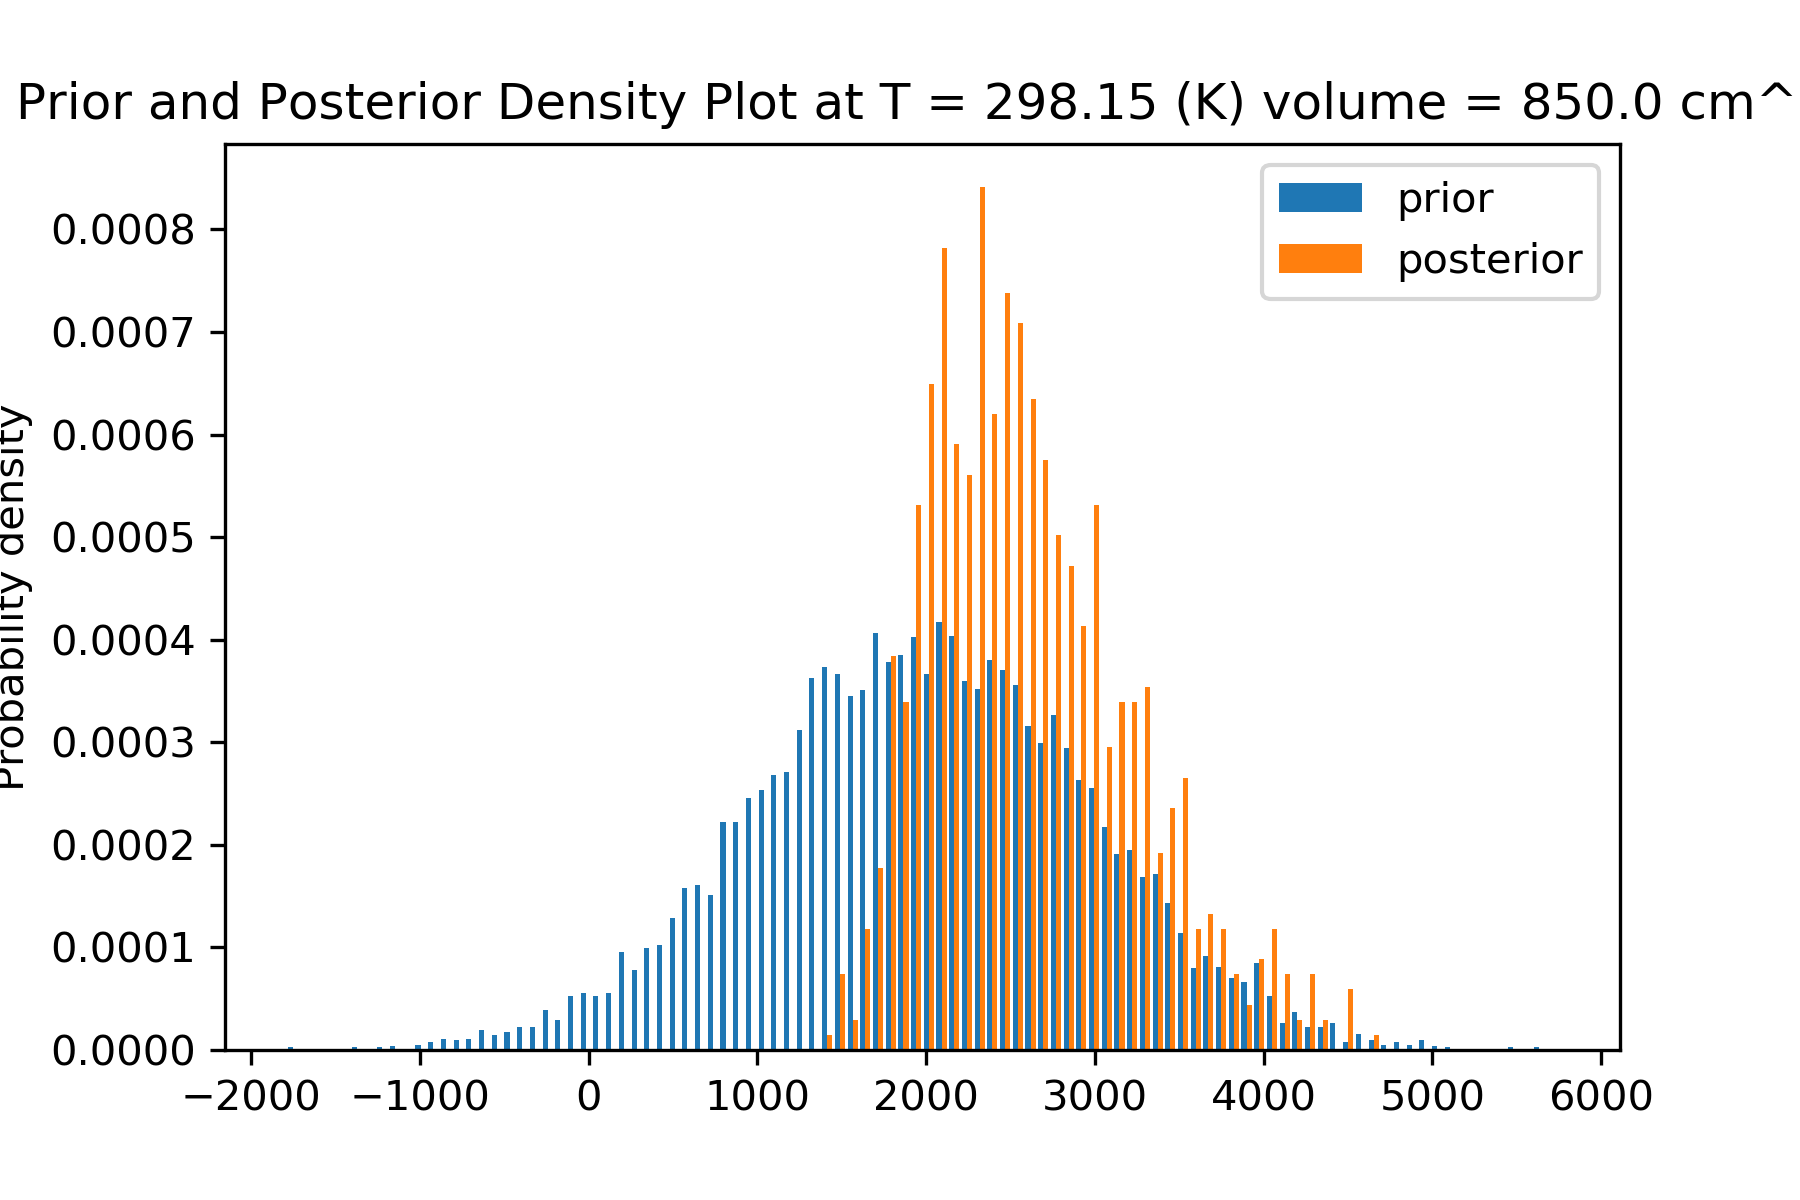 Prior and Posterior Density Plot at T = 298.15 (K) volume = 850.0 cm^
prior
posterior
Probability density
0.0008
0.0007
0.0006
0.0005
0.0004
0.0003
0.0002
0.0001
0.0000
−2000 −1000 0 1000 2000 3000 4000 5000 6000